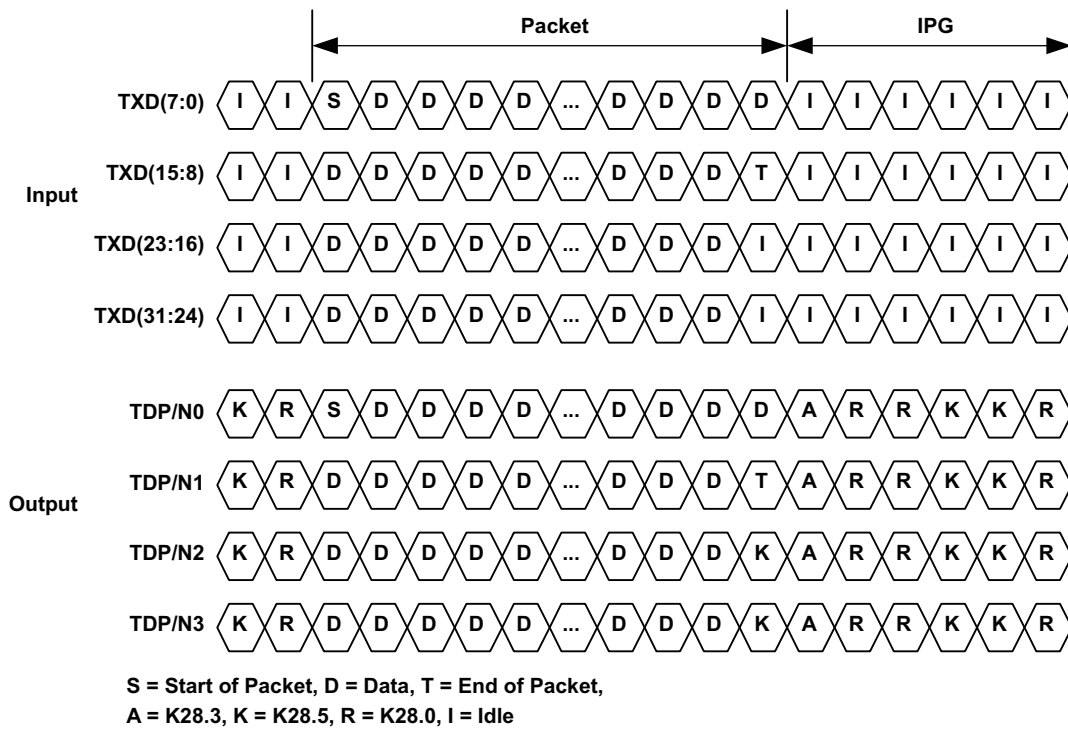 Packet IPG
TXD(7:0) I I S D D D D ... D D D D I I I I I I
TXD(15:8) I I D D D D D ... D D D T I I I I I I
Input
TXD(23:16) I I D D D D D ... D D D I I I I I I I
TXD(31:24) I I D D D D D ... D D D I I I I I I I
TDP/N0 K R S D D D D ... D D D D A R R K K R
TDP/N1 K R D D D D D ... D D D T A R R K K R
Output
TDP/N2 K R D D D D D ... D D D K A R R K K R
TDP/N3 K R D D D D D ... D D D K A R R K K R
S = Start of Packet, D = Data, T = End of Packet,
A = K28.3, K = K28.5, R = K28.0, I = Idle